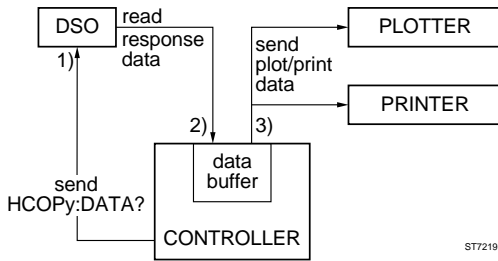 DSO
read
response
data
1)
PLOTTER
send
plot/print
data
PRINTER
2)
3)
data
buffer
send
HCOPy:DATA?
CONTROLLER
ST7219